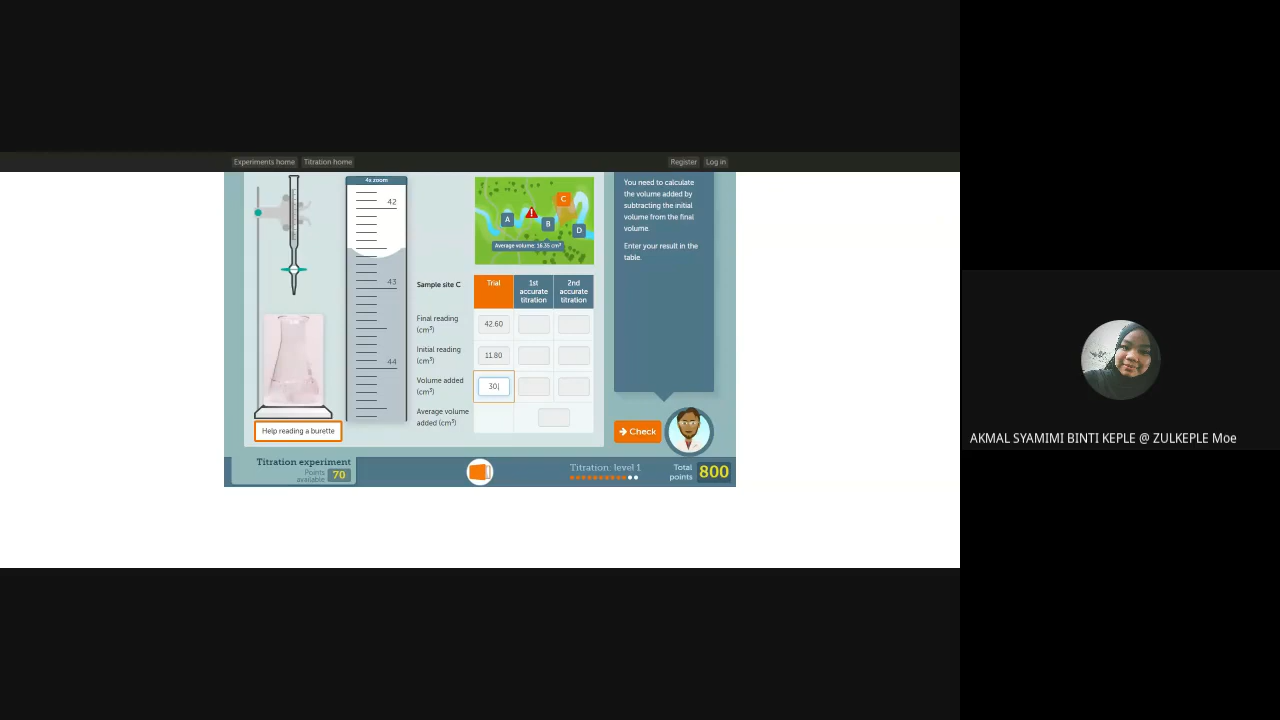 Experiments home
Titration home
Register
Log in
4x zoom
42
43
44
Help reading a burette
A
B
C
D
Average volume: 16.35 cm³
Sample site C
Trial
1st
accurate
titration
2nd
accurate
titration
Final reading
(cm³)
42.60
Initial reading
(cm³)
11.80
Volume added
(cm³)
30
Average volume
added (cm³)
You need to calculate
the volume added by
subtracting the initial
volume from the final
volume.
Enter your result in the
table.
Check
Titration experiment
Points
available
70
Titration: level 1
Total
points
800
AKMAL SYAMIMI BINTI KEPLE @ ZULKEPLE Moe